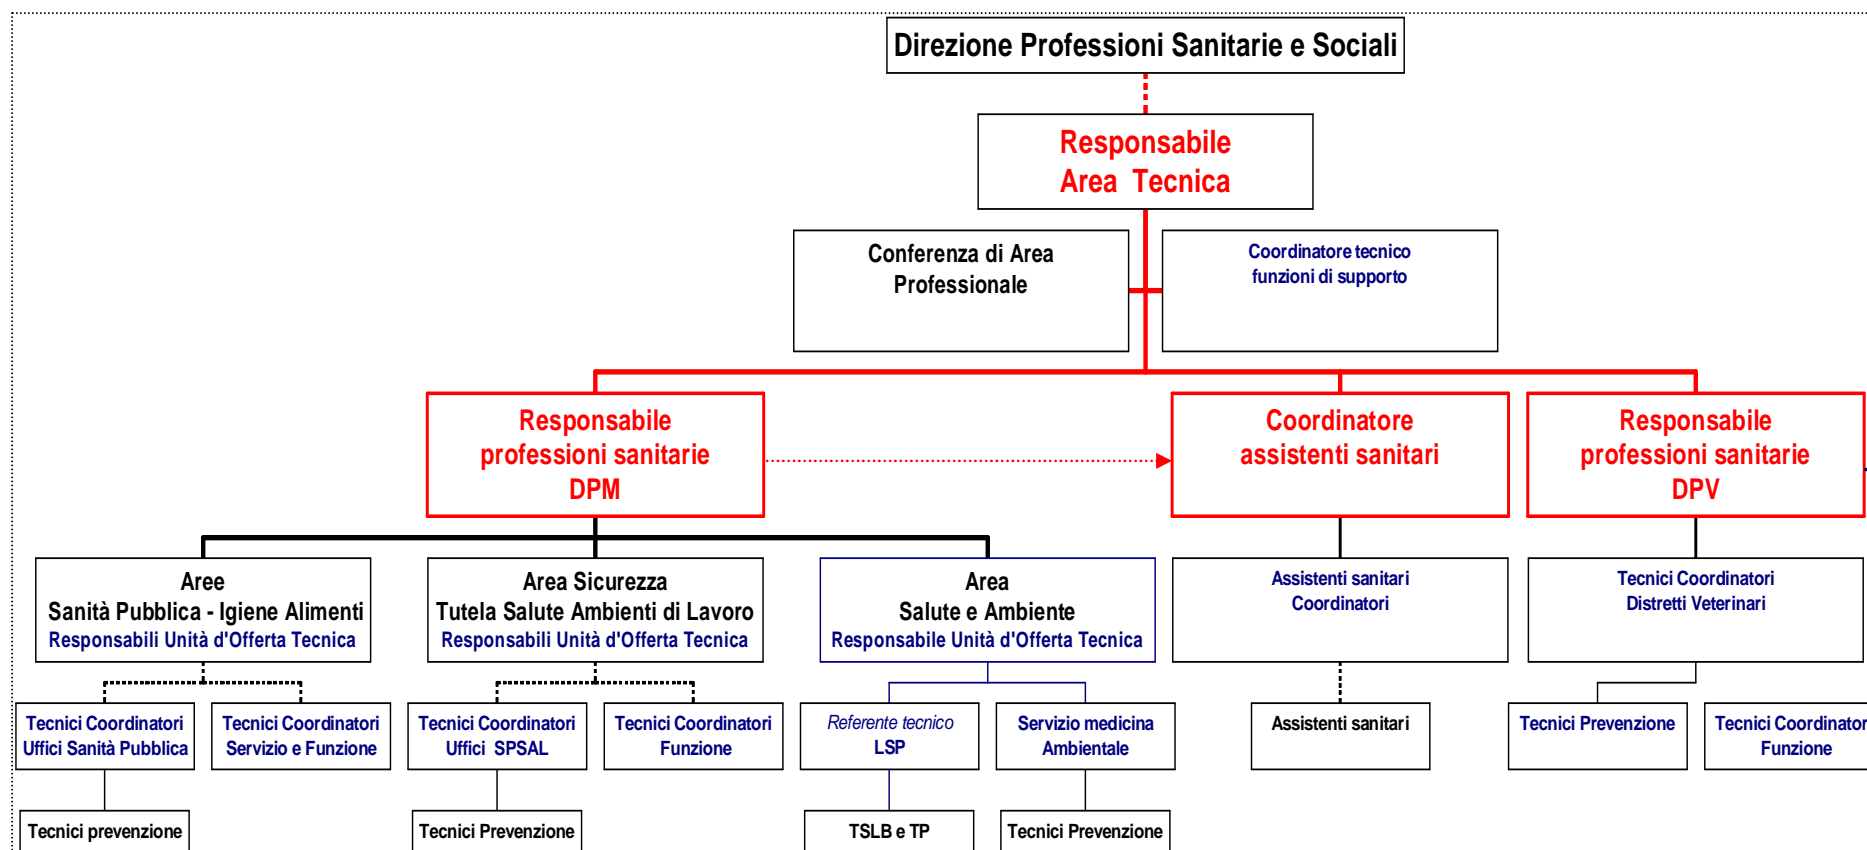 Direzione Professioni Sanitarie e Sociali
Responsabile
Area Tecnica
Conferenza di Area
Professionale
Coordinatore tecnico
funzioni di supporto
Responsabile
professioni sanitarie
DPM
Coordinatore
assistenti sanitari
Responsabile
professioni sanitarie
DPV
Aree
Sanità Pubblica - Igiene Alimenti
Responsabili Unità d'Offerta Tecnica
Area Sicurezza
Tutela Salute Ambienti di Lavoro
Responsabili Unità d'Offerta Tecnica
Area
Salute e Ambiente
Responsabile Unità d'Offerta Tecnica
Assistenti sanitari
Coordinatori
Tecnici Coordinatori
Distretti Veterinari
Tecnici Coordinatori
Uffici Sanità Pubblica
Tecnici Coordinatori
Servizio e Funzione
Tecnici Coordinatori
Uffici SPSAL
Tecnici Coordinatori
Funzione
Referente tecnico
LSP
Servizio medicina
Ambientale
Assistenti sanitari
Tecnici Prevenzione
Tecnici Coordinator
Funzione
Tecnici prevenzione
Tecnici Prevenzione
TSLB e TP
Tecnici Prevenzione